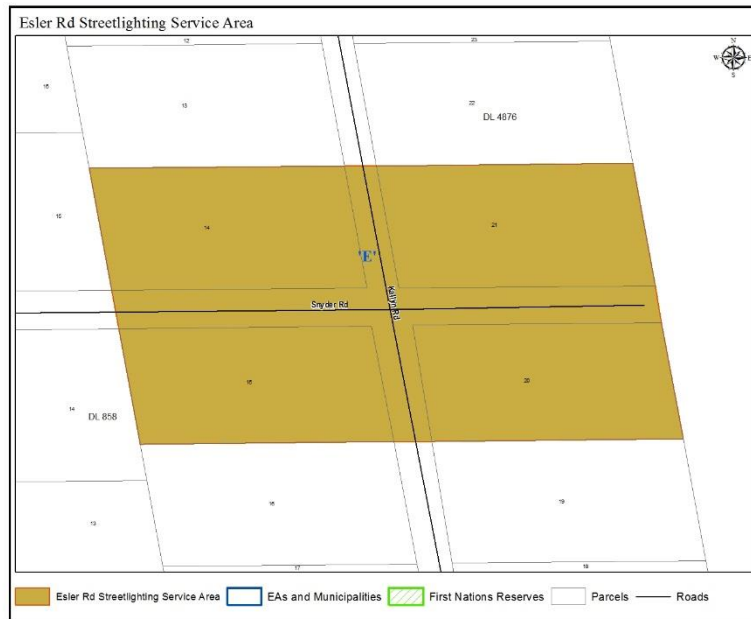 Esler Rd Streetlighting Service Area
N
W E
S
12
23
15
13
22
DL 4876
15
14
21
'E'
Snyder Rd
Kallyn Rd
15
20
14
DL 858
16
19
13
17
18
Esler Rd Streetlighting Service Area
EAs and Municipalities
First Nations Reserves
Parcels
Roads